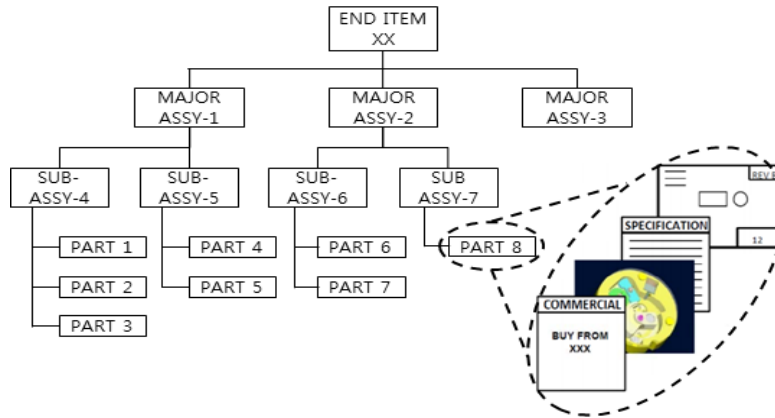 END ITEM
XX
MAJOR
ASSY-1
MAJOR
ASSY-2
MAJOR
ASSY-3
SUB-
ASSY-4
SUB-
ASSY-5
SUB-
ASSY-6
SUB
ASSY-7
PART 1
PART 2
PART 3
PART 4
PART 5
PART 6
PART 7
PART 8
REV B
12
SPECIFICATION
COMMERCIAL
BUY FROM
XXX